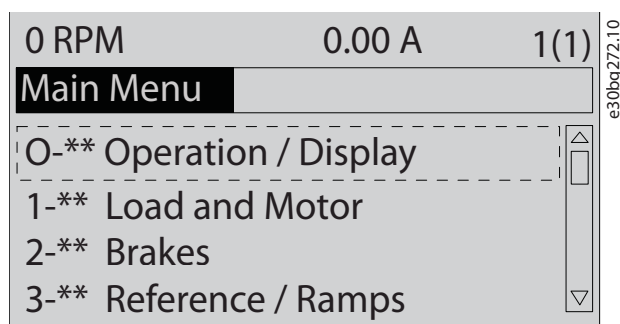 0 RPM 0.00 A 1(1)
Main Menu
O-** Operation / Display
1-** Load and Motor
2-** Brakes
3-** Reference / Ramps
e30bq272.10